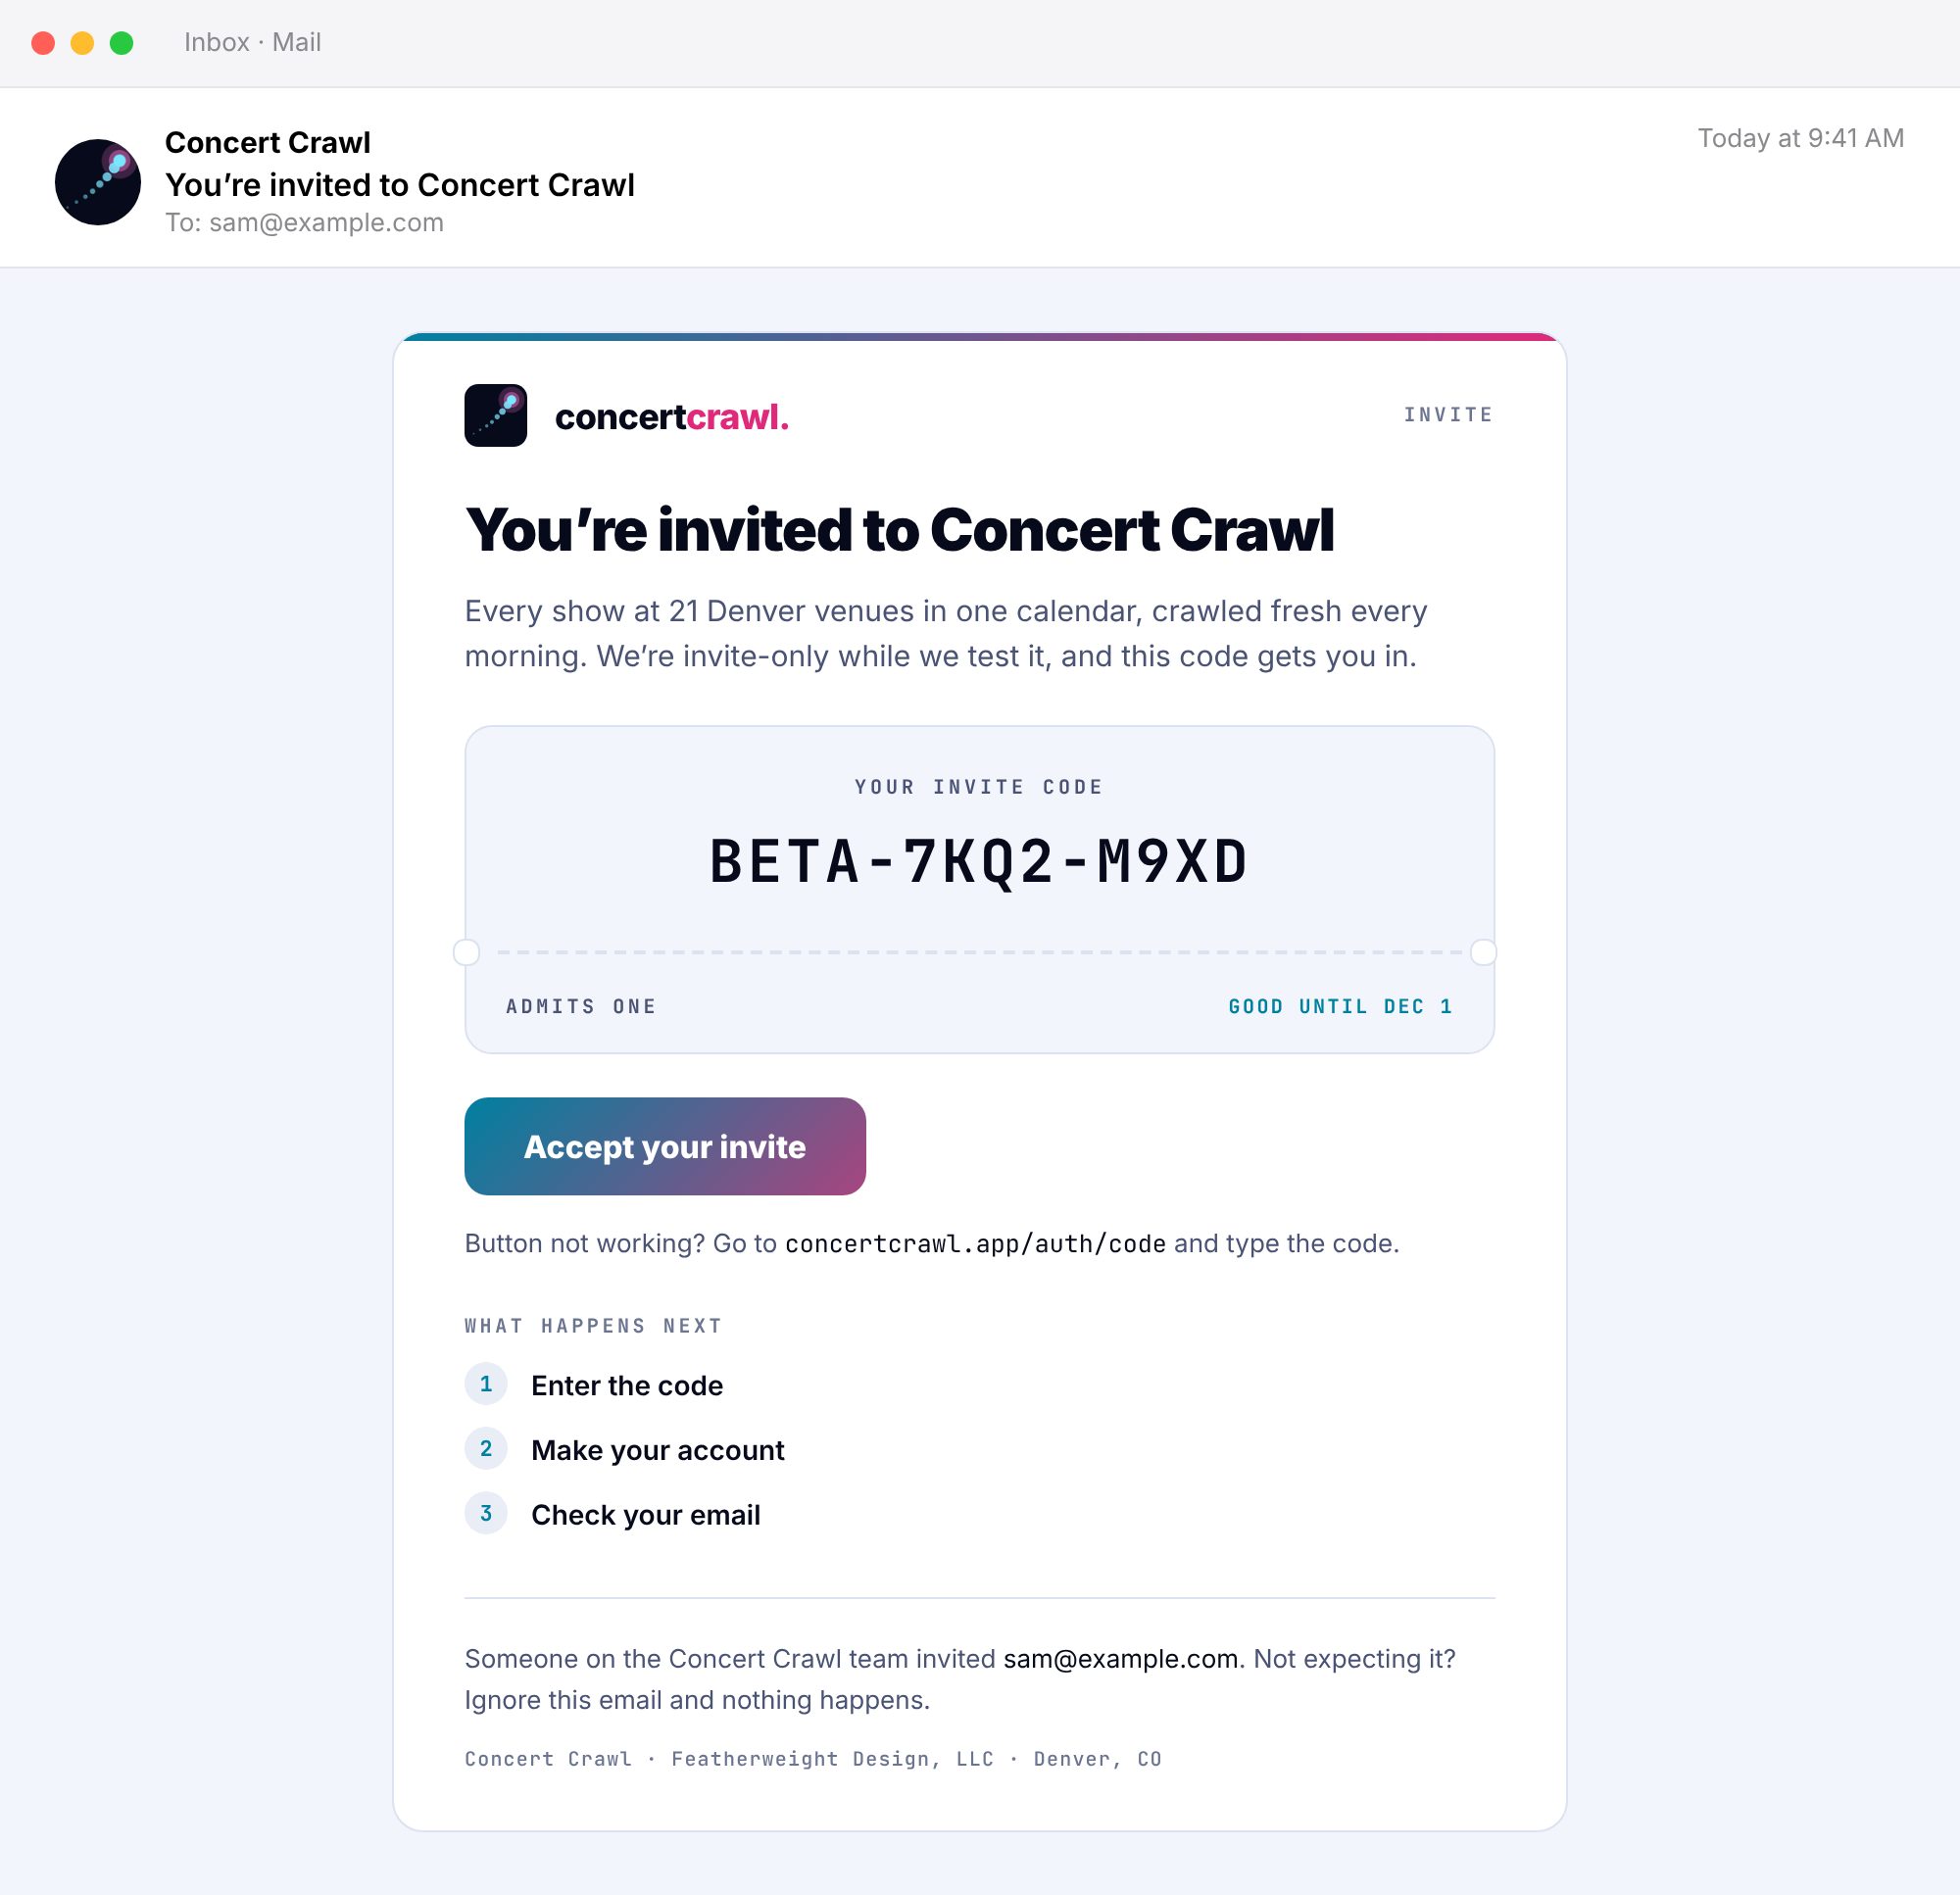 Inbox · Mail
Concert Crawl
Today at 9:41 AM
You’re invited to Concert Crawl
To: sam@example.com
concertcrawl.
INVITE
You’re invited to Concert Crawl
Every show at 21 Denver venues in one calendar, crawled fresh every
morning. We’re invite-only while we test it, and this code gets you in.
YOUR INVITE CODE
BETA-7KQ2-M9XD
ADMITS ONE
GOOD UNTIL DEC 1
Accept your invite
Button not working? Go to concertcrawl.app/auth/code and type the code.
WHAT HAPPENS NEXT
1 Enter the code
2 Make your account
3 Check your email
Someone on the Concert Crawl team invited sam@example.com. Not expecting it?
Ignore this email and nothing happens.
Concert Crawl · Featherweight Design, LLC · Denver, CO